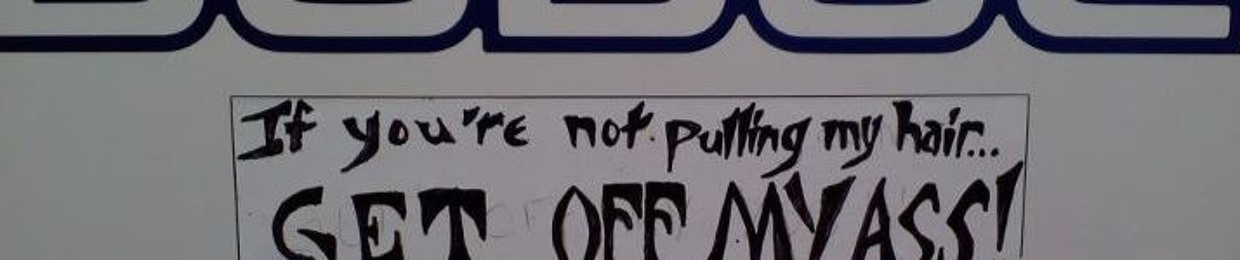 If you're not pulling my hair...
GET OFF MY ASS!